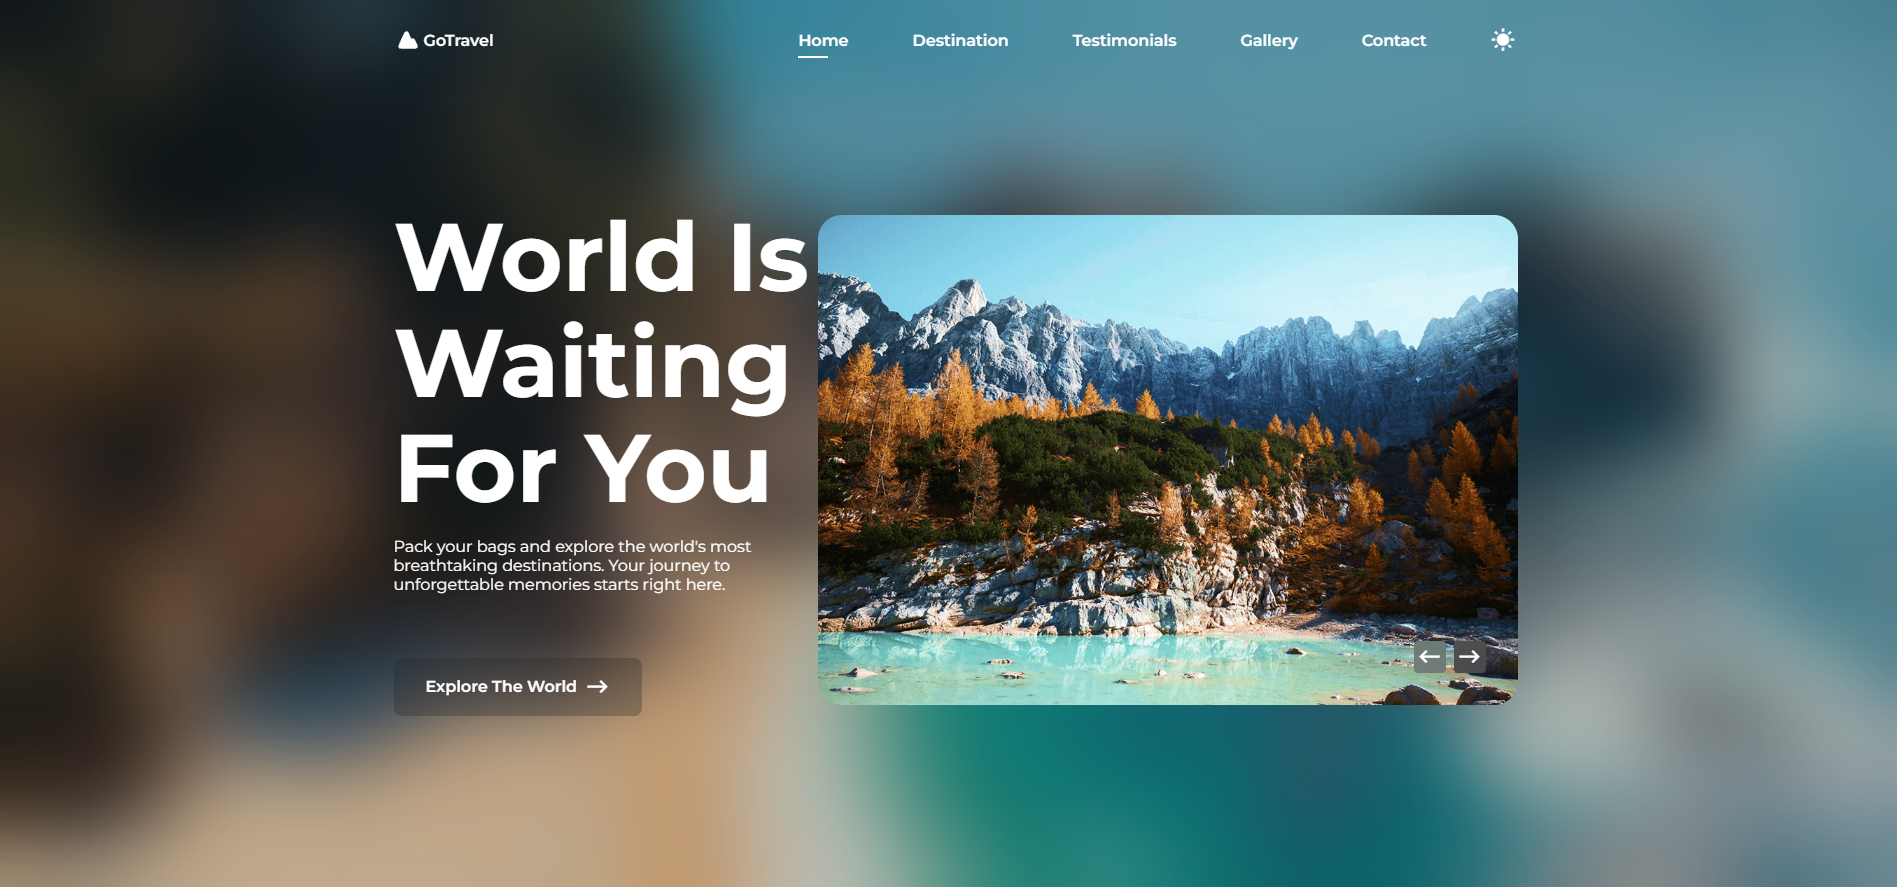 GoTravel
Home Destination Testimonials Gallery Contact
World Is
Waiting
For You
Pack your bags and explore the world's most
breathtaking destinations. Your journey to
unforgettable memories starts right here.
Explore The World